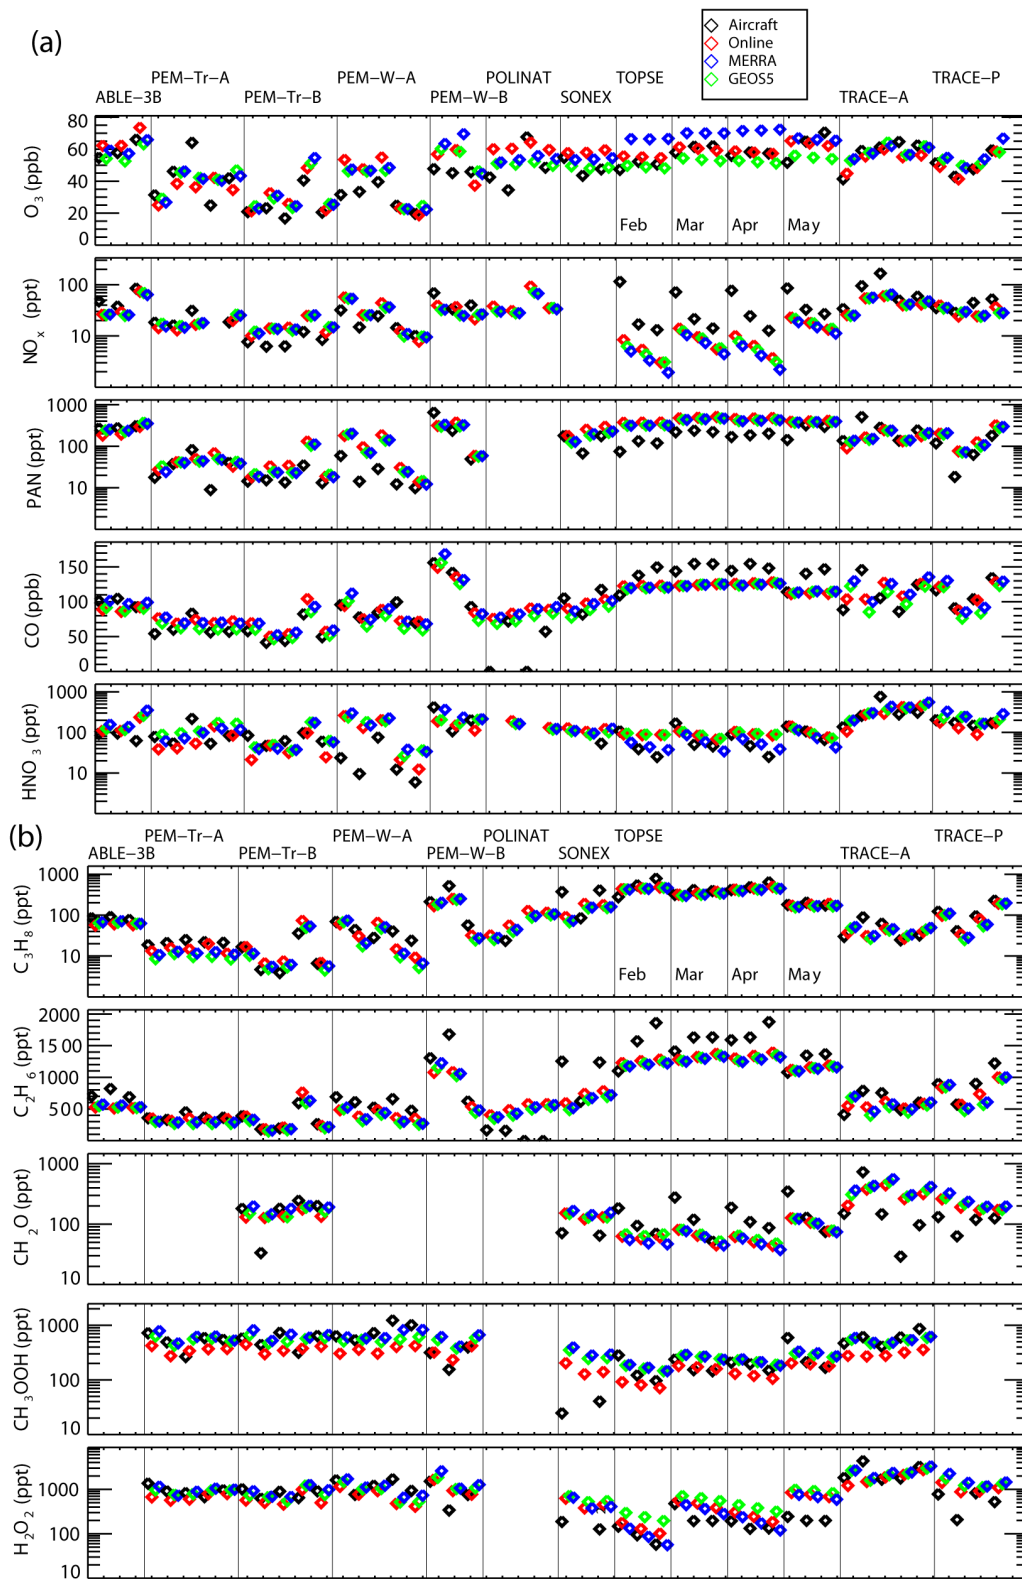 (a)
Aircraft
Online
MERRA
GEOS5
PEM–Tr–A PEM–W–A POLINAT TOPSE TRACE–P
ABLE–3B PEM–Tr–B PEM–W–B SONEX TRACE–A
O3 (ppb)
80
60
40
20
0
Feb Mar Apr May
NOx (ppt)
100
10
PAN (ppt)
1000
100
10
CO (ppb)
150
100
50
0
HNO3 (ppt)
1000
100
10
(b)
PEM–Tr–A PEM–W–A POLINAT TOPSE TRACE–P
ABLE–3B PEM–Tr–B PEM–W–B SONEX TRACE–A
C3H8 (ppt)
1000
100
10
Feb Mar Apr May
C2H6 (ppt)
2000
1500
1000
500
CH2O (ppt)
1000
100
10
CH3OOH (ppt)
1000
100
10
H2O2 (ppt)
1000
100
10